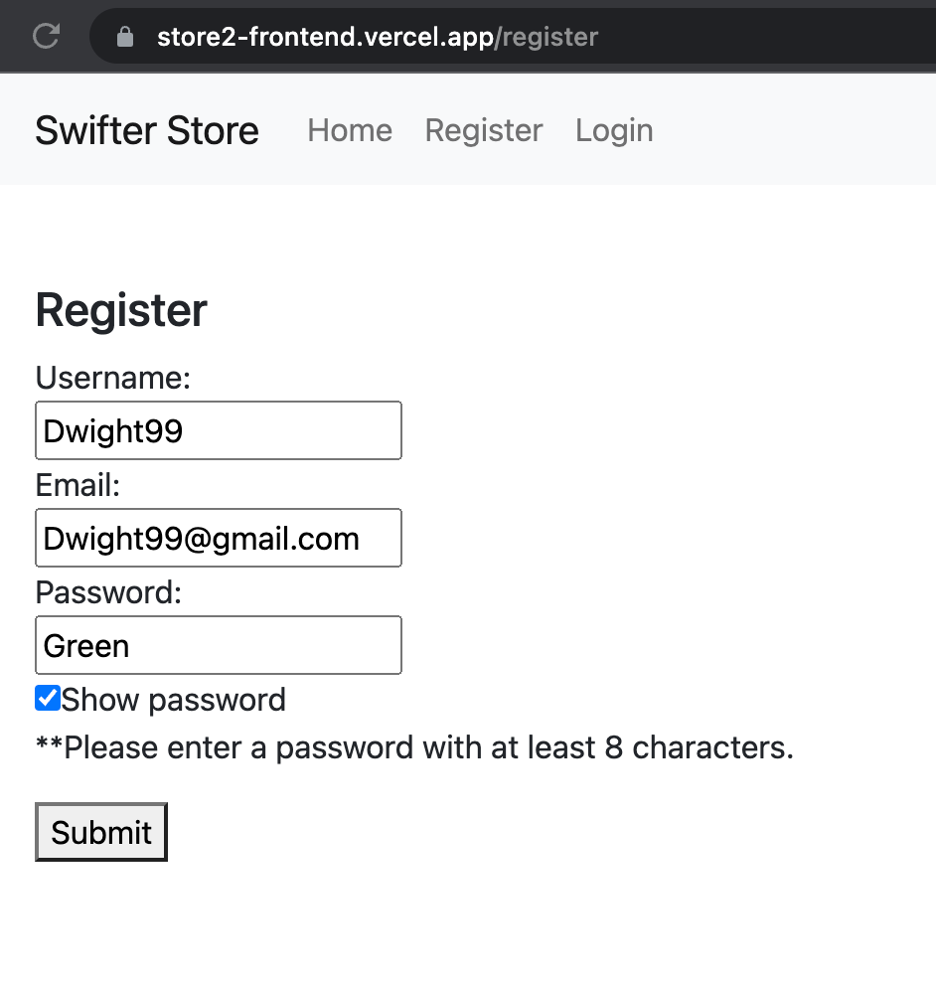 store2-frontend.vercel.app/register
Swifter Store Home Register Login
Register
Username:
Dwight99
Email:
Dwight99@gmail.com
Password:
Green
Show password
**Please enter a password with at least 8 characters.
Submit